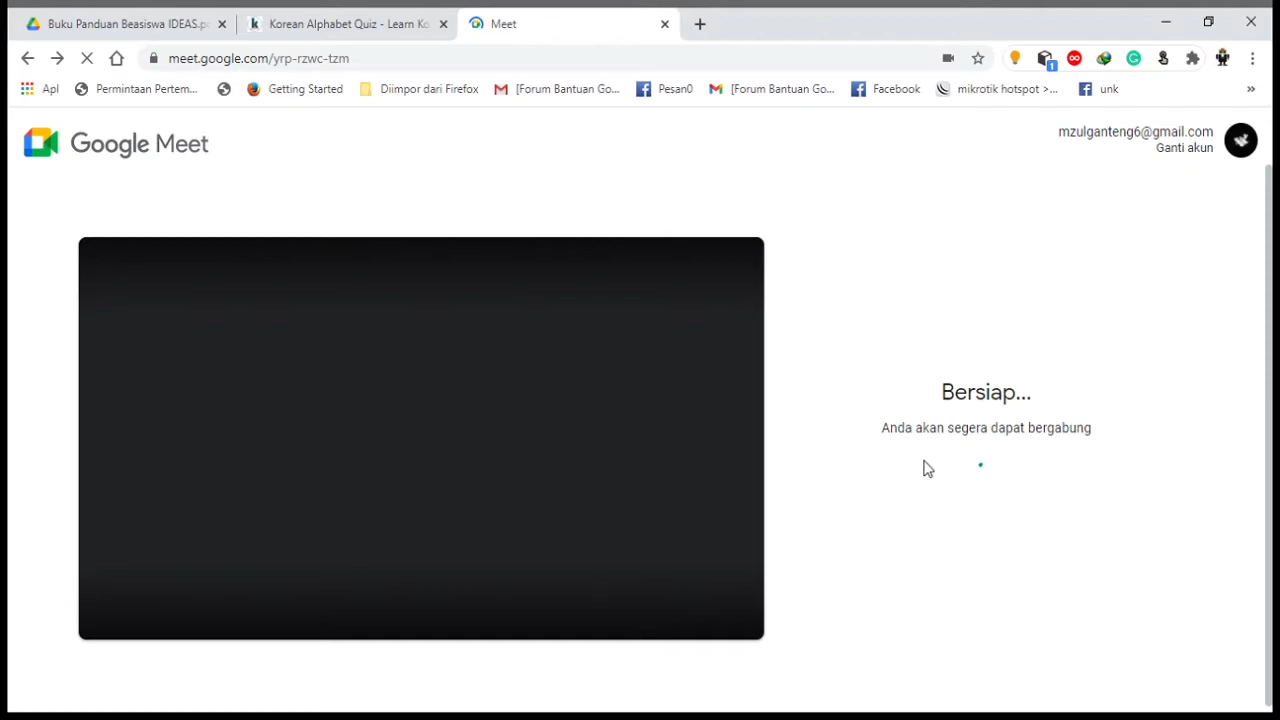 Buku Panduan Beasiswa IDEAS.p
Korean Alphabet Quiz - Learn Ko
Meet
meet.google.com/yrp-rzwc-tzm
1
Apl
Permintaan Pertem...
Getting Started
Diimpor dari Firefox
[Forum Bantuan Go...
Pesan0
[Forum Bantuan Go...
Facebook
mikrotik hotspot >...
unk
Google Meet
mzulganteng6@gmail.com
Ganti akun
Bersiap...
Anda akan segera dapat bergabung